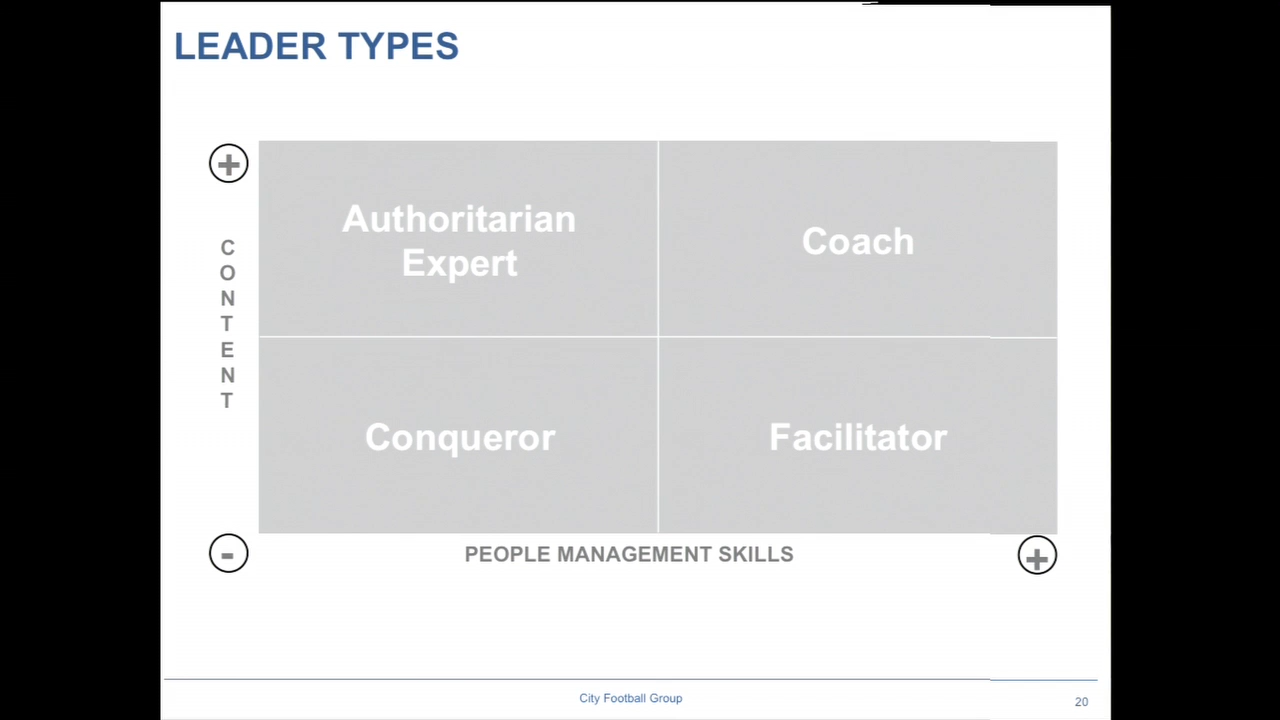 LEADER TYPES
+
C
O
N
T
E
N
T
Authoritarian
Expert
Coach
Conqueror
Facilitator
-
PEOPLE MANAGEMENT SKILLS
+
City Football Group
20